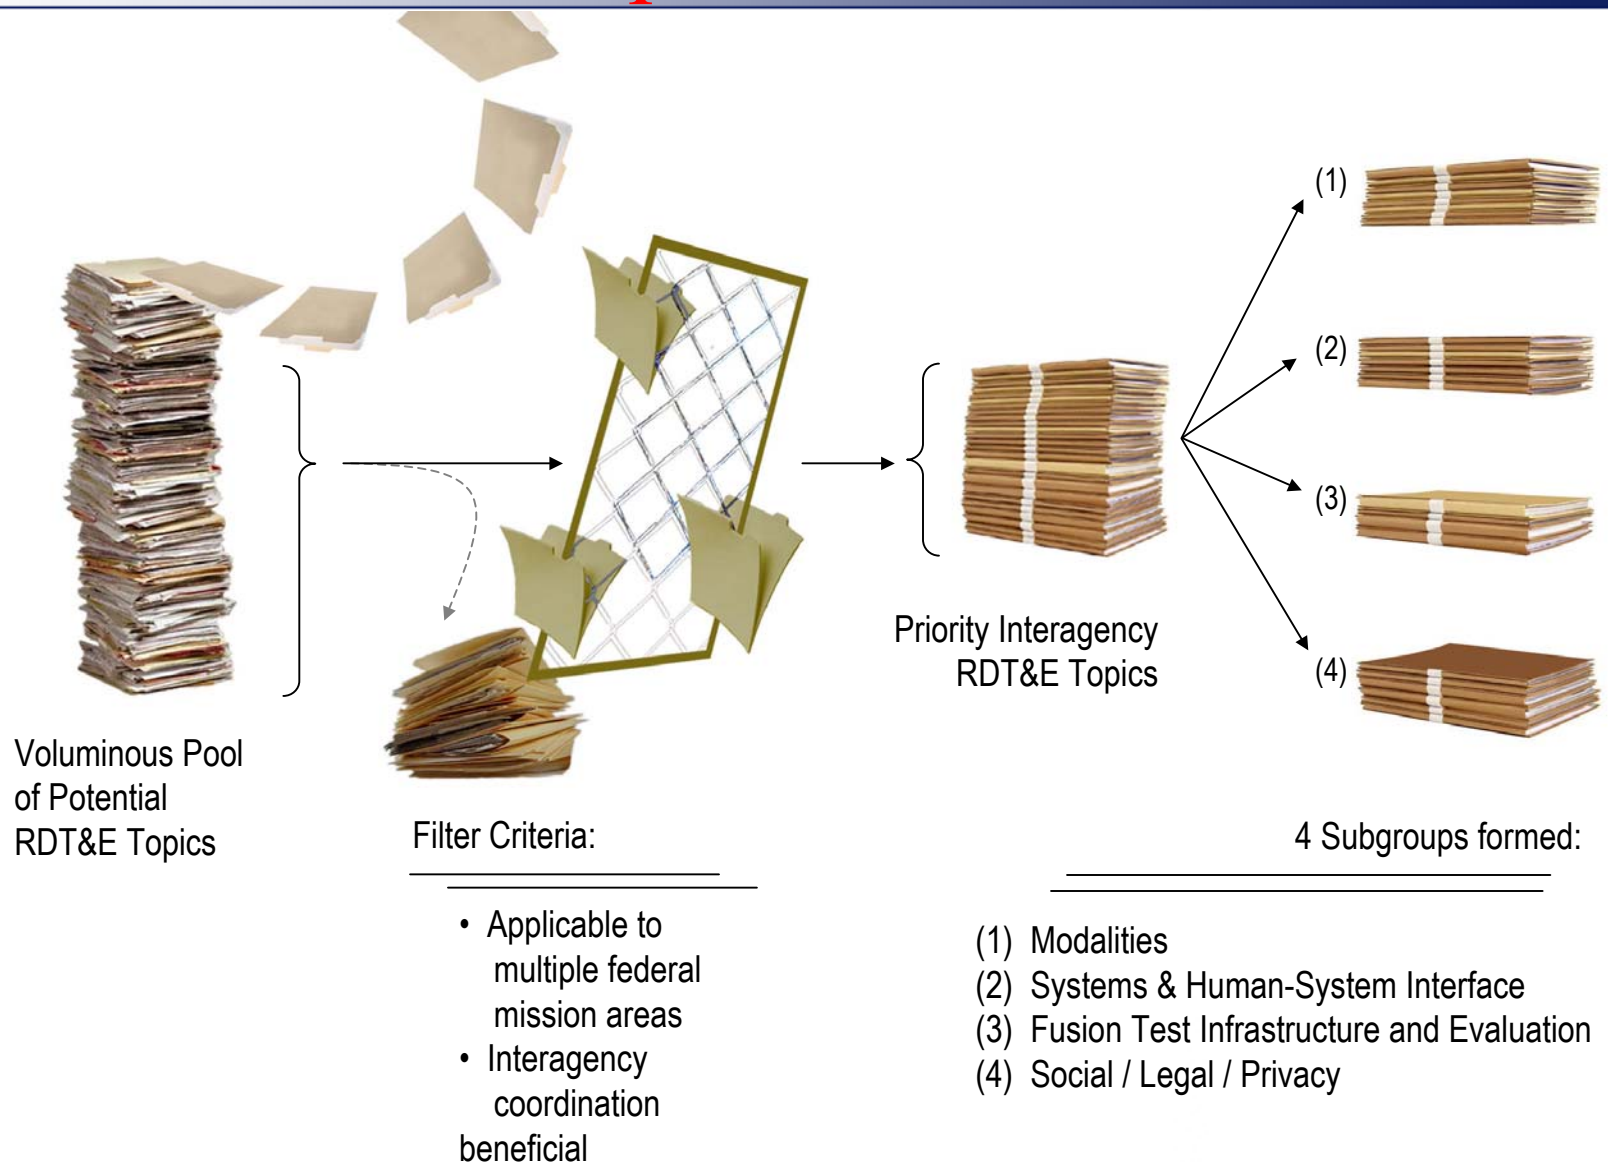 (1)
(2)
(3)
(4)
Priority Interagency
RDT&E Topics
Voluminous Pool
of Potential
RDT&E Topics
Filter Criteria:
• Applicable to
multiple federal
mission areas
• Interagency
coordination
beneficial
4 Subgroups formed:
(1) Modalities
(2) Systems & Human-System Interface
(3) Fusion Test Infrastructure and Evaluation
(4) Social / Legal / Privacy